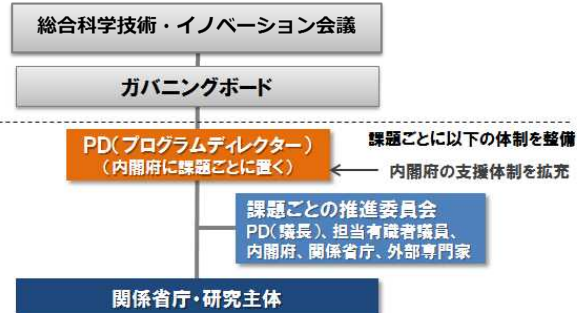 総合科学技術・イノベーション会議
ガバニングボード
PD(プログラムディレクター)
(内閣府に課題ごとに置く)
課題ごとに以下の体制を整備
内閣府の支援体制を拡充
課題ごとの推進委員会
PD(議長)、担当有識者議員、
内閣府、関係省庁、外部専門家
関係省庁・研究主体